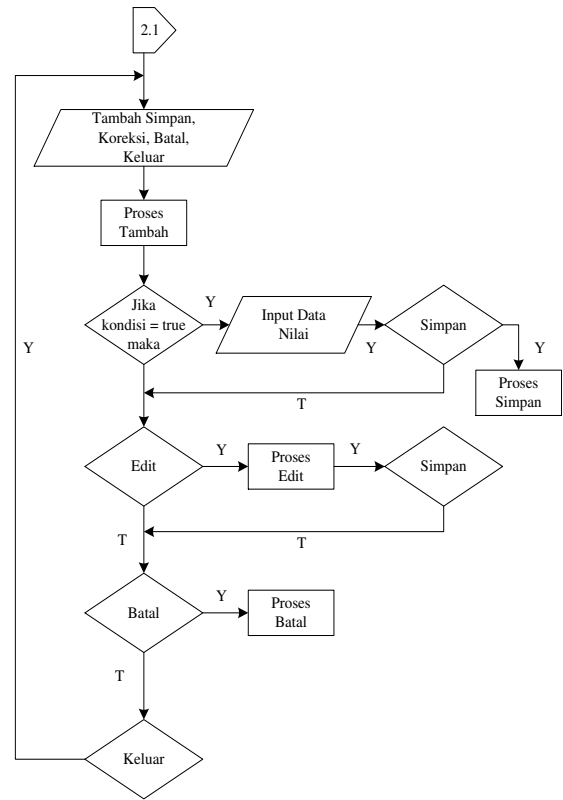 2.1
Tambah Simpan,
Koreksi, Batal,
Keluar
Proses
Tambah
Jika
kondisi = true
maka
Y
Input Data
Nilai
Y
Simpan
Y
Proses
Simpan
T
Y
Edit
Y
Proses
Edit
Y
Simpan
T
T
Batal
Y
Proses
Batal
T
Keluar